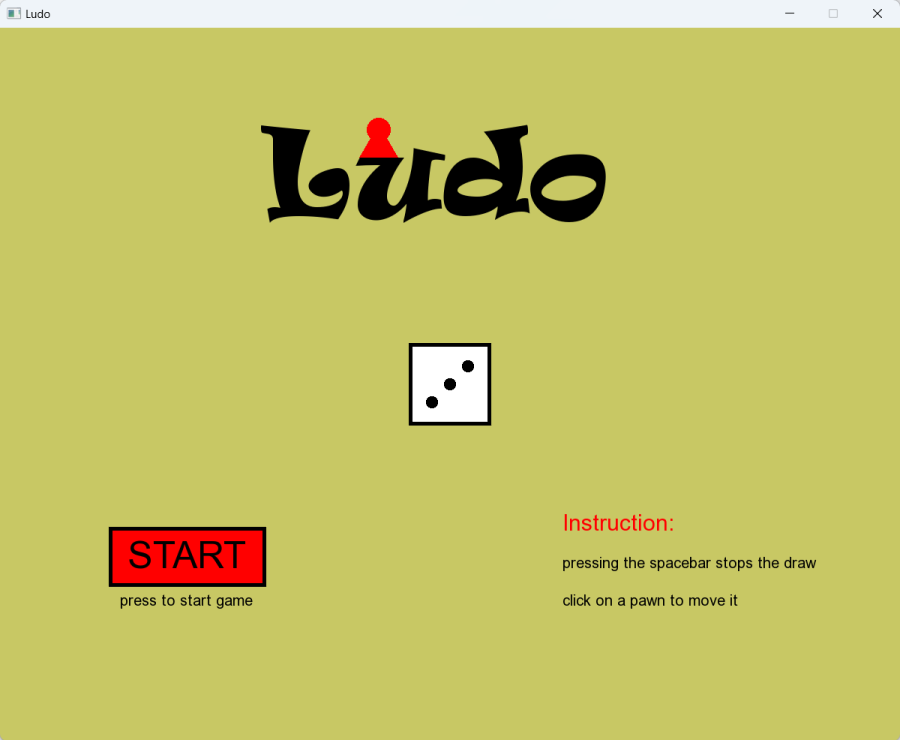 Ludo
Ludo
START
press to start game
Instruction:
pressing the spacebar stops the draw
click on a pawn to move it